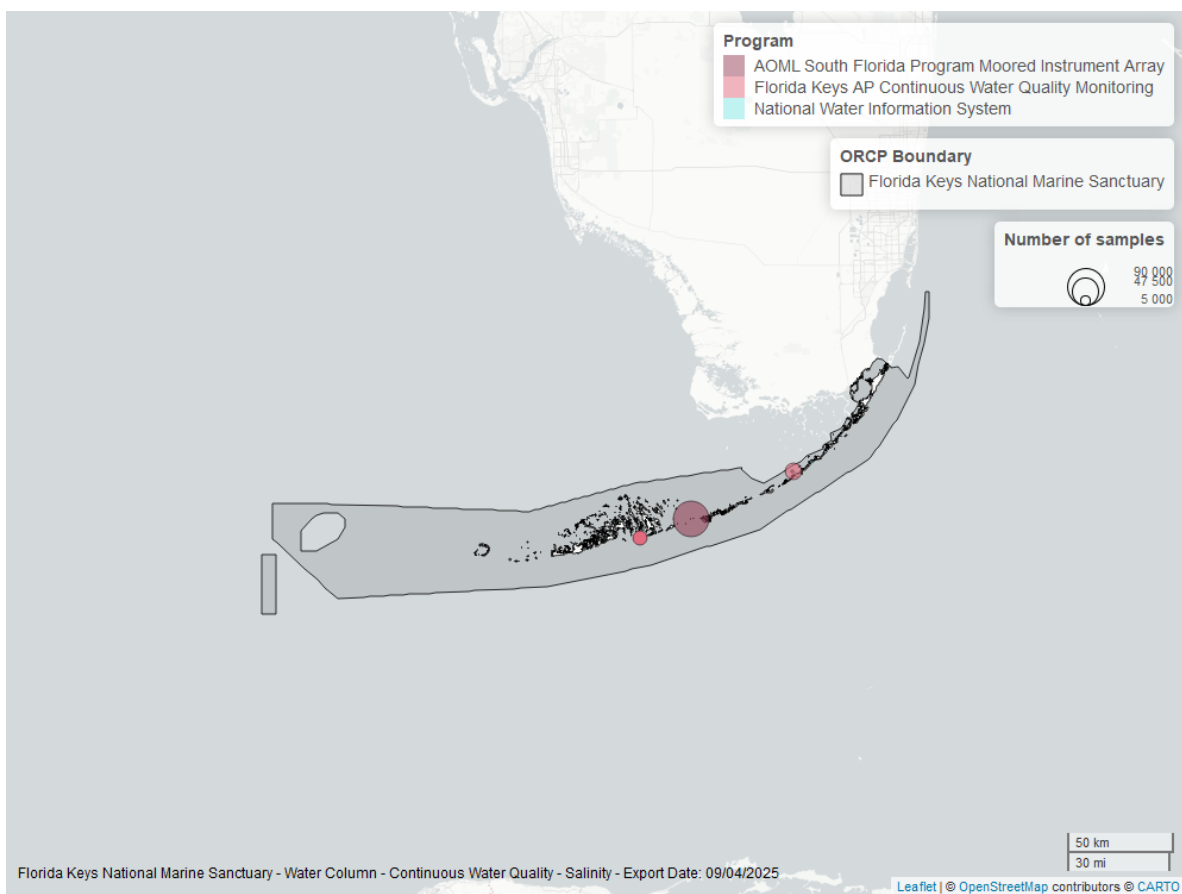 Program
AOML South Florida Program Moored Instrument Array
Florida Keys AP Continuous Water Quality Monitoring
National Water Information System
ORCP Boundary
Florida Keys National Marine Sanctuary
Number of samples
90 000
47 500
5 000
50 km
30 mi
Florida Keys National Marine Sanctuary - Water Column - Continuous Water Quality - Salinity - Export Date: 09/04/2025
Leaflet | © OpenStreetMap contributors © CARTO